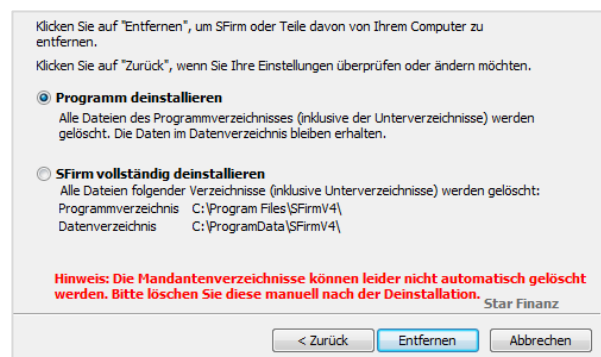 Klicken Sie auf "Entfernen", um SFirm oder Teile davon von Ihrem Computer zu
entfernen.
Klicken Sie auf "Zurück", wenn Sie Ihre Einstellungen überprüfen oder ändern möchten.
Programm deinstallieren
Alle Dateien des Programmverzeichnisses (inklusive der Unterverzeichnisse) werden
gelöscht. Die Daten im Datenverzeichnis bleiben erhalten.
SFirm vollständig deinstallieren
Alle Dateien folgender Verzeichnisse (inklusive Unterverzeichnisse) werden gelöscht:
Programmverzeichnis C:\Program Files\SFirmV4\
Datenverzeichnis C:\ProgramData\SFirmV4\
Hinweis: Die Mandantenverzeichnisse können leider nicht automatisch gelöscht
werden. Bitte löschen Sie diese manuell nach der Deinstallation.
Star Finanz
< Zurück Entfernen Abbrechen